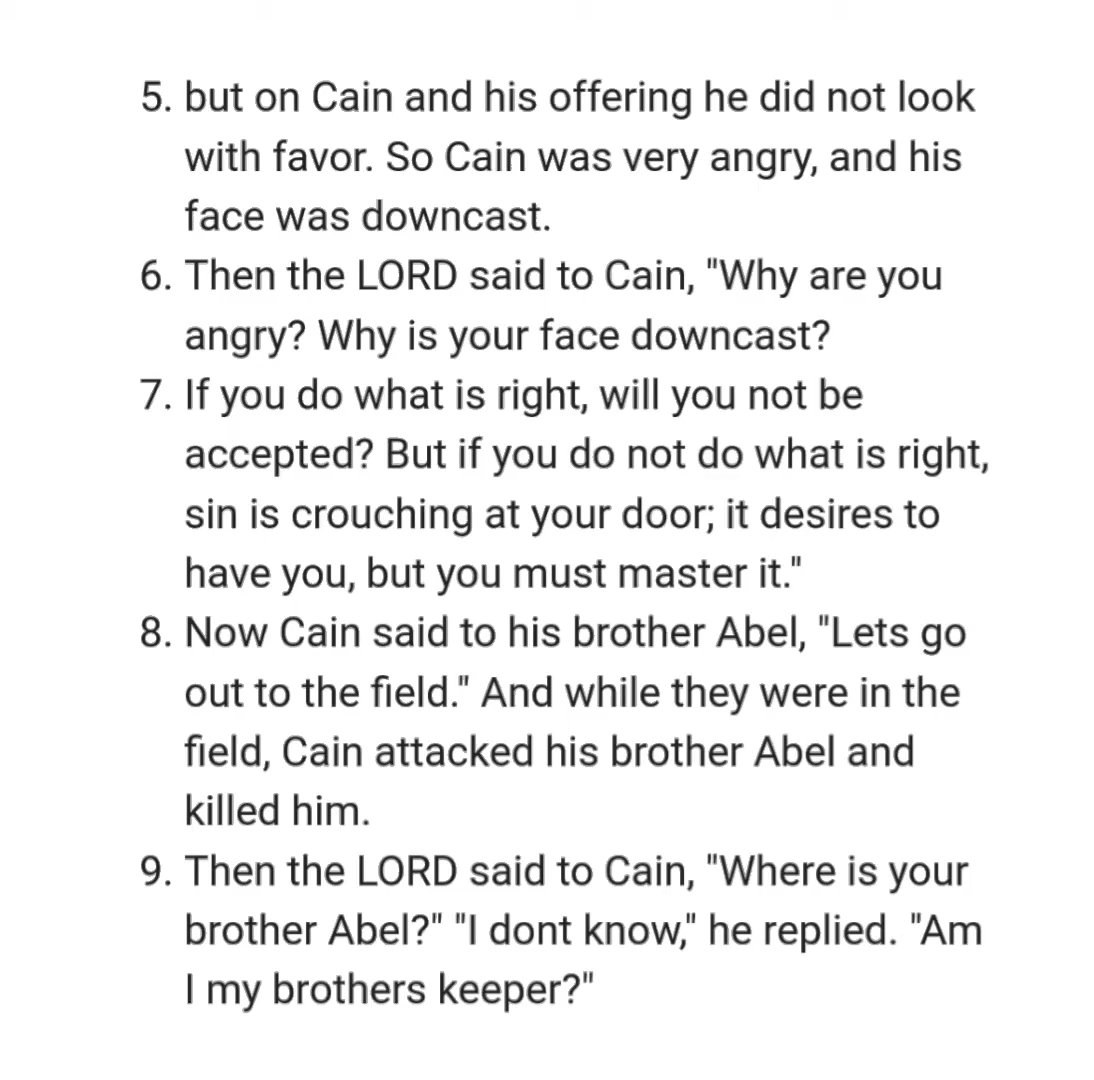 5. but on Cain and his offering he did not look
with favor. So Cain was very angry, and his
face was downcast.
6. Then the LORD said to Cain, "Why are you
angry? Why is your face downcast?
7. If you do what is right, will you not be
accepted? But if you do not do what is right,
sin is crouching at your door; it desires to
have you, but you must master it."
8. Now Cain said to his brother Abel, "Lets go
out to the field." And while they were in the
field, Cain attacked his brother Abel and
killed him.
9. Then the LORD said to Cain, "Where is your
brother Abel?" "I dont know," he replied. "Am
I my brothers keeper?"